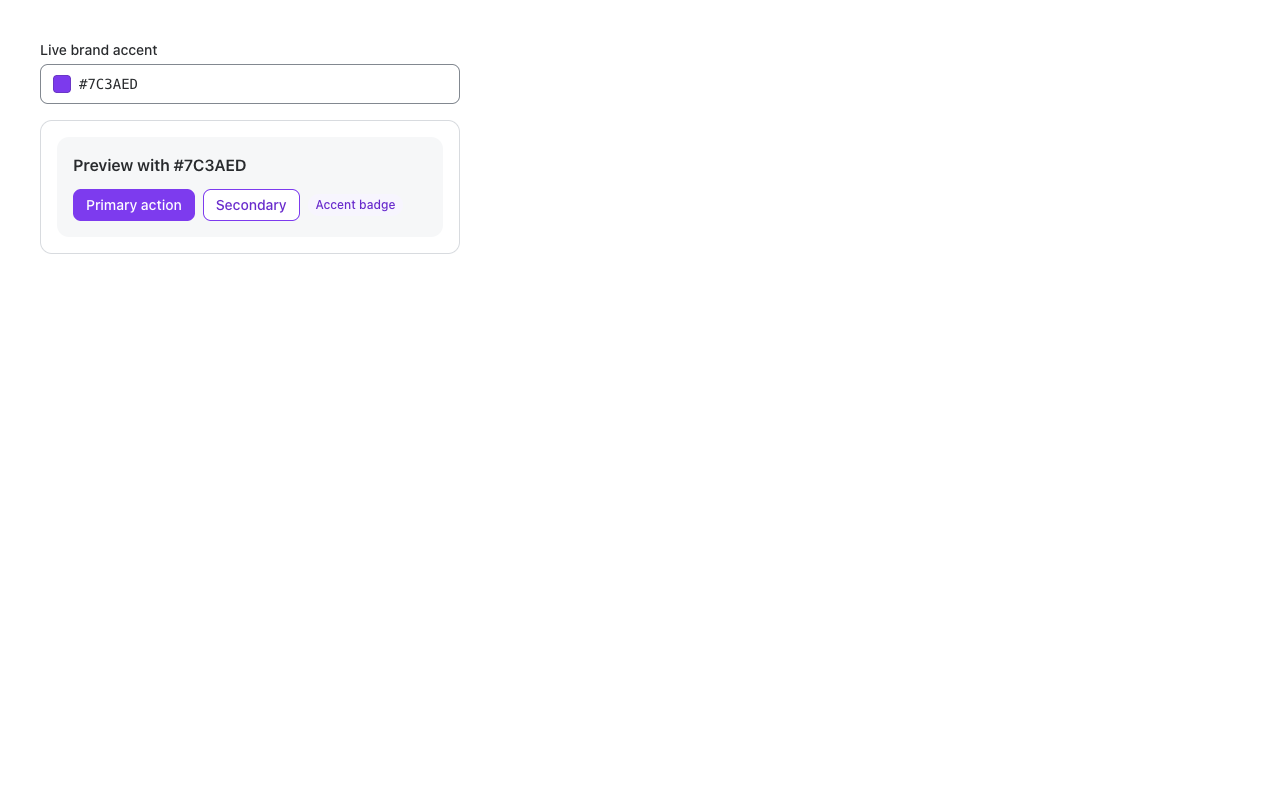 Live brand accent
#7C3AED
Preview with #7C3AED
Primary action Secondary Accent badge